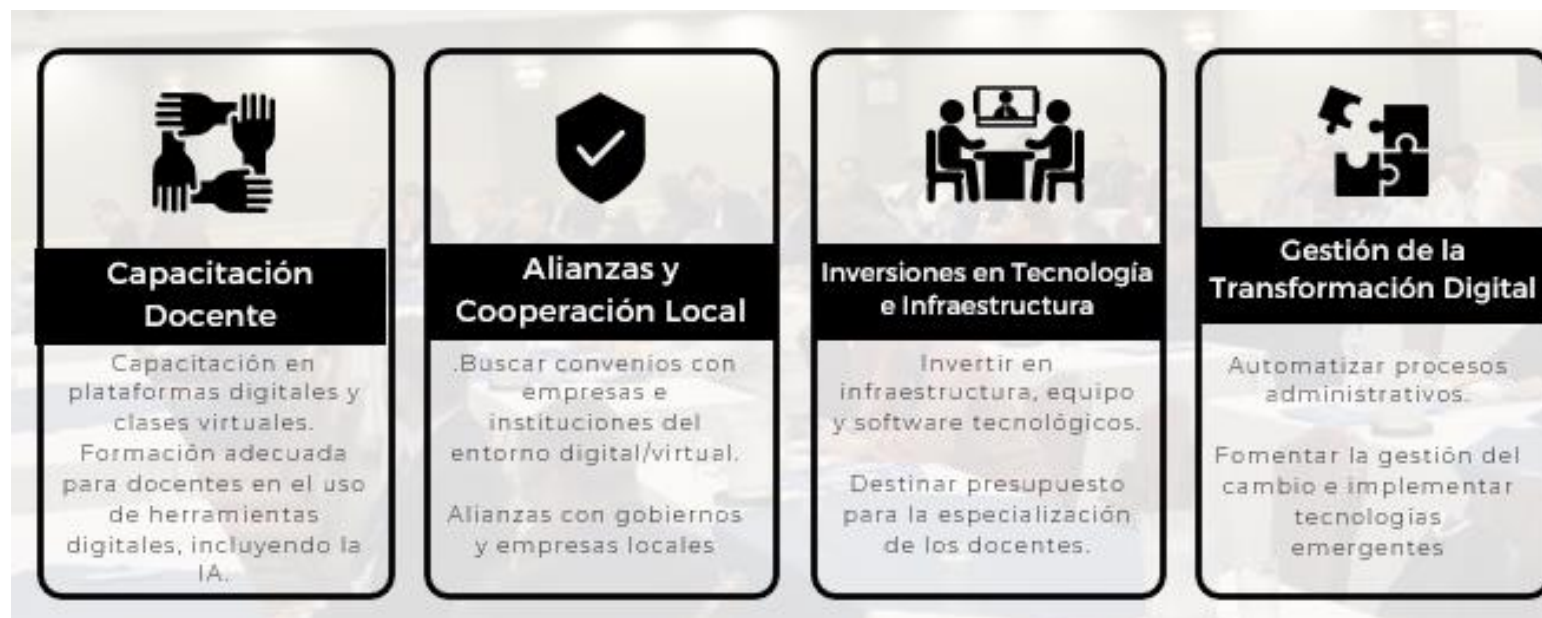 Capacitación
Docente
Capacitación en
plataformas digitales y
clases virtuales.
Formación adecuada
para docentes en el uso
de herramientas
digitales, incluyendo la
IA.
Alianzas y
Cooperación Local
.Buscar convenios con
empresas e
instituciones del
entorno digital/virtual.
Alianzas con gobiernos
y empresas locales
Inversiones en Tecnología
e Infraestructura
Invertir en
infraestructura, equipo
y software tecnológicos.
Destinar presupuesto
para la especialización
de los docentes.
Gestión de la
Transformación Digital
Automatizar procesos
administrativos.
Fomentar la gestión del
cambio e implementar
tecnologías
emergentes